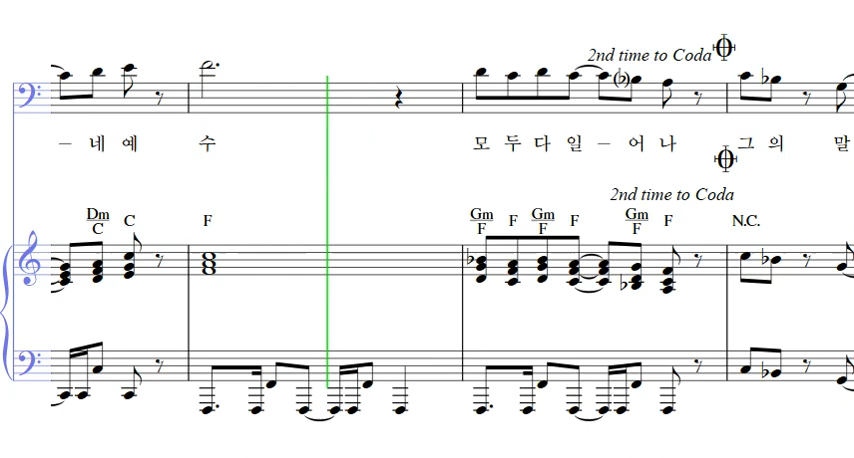 2nd time to Coda
– 네 예 수 모 두 다 일 – 어 나 그 의 말
2nd time to Coda
Dm/C C F Gm/F F Gm/F F Gm/F F N.C.